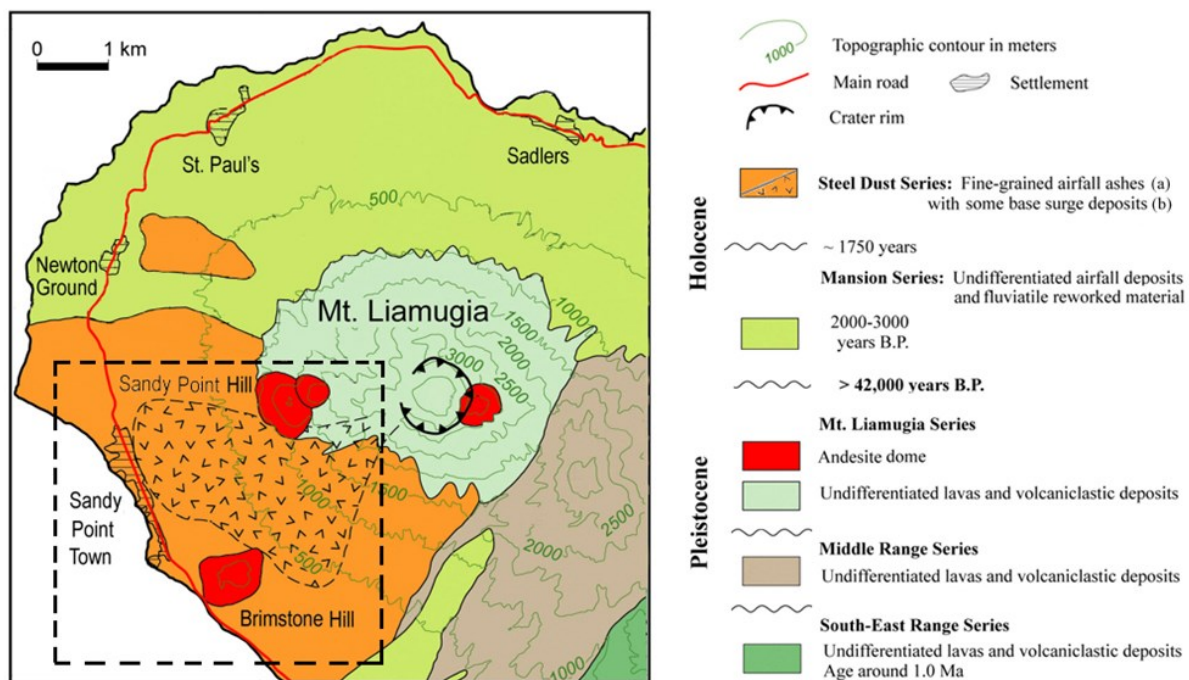 0 1 km
St. Paul's
Sadlers
500
Newton
Ground
Mt. Liamugia
1000
1500
2000
3000
2500
Sandy Point Hill
Sandy
Point
Town
1000
1500
500
2500
2000
Brimstone Hill
1000
1000
Topographic contour in meters
Main road
Settlement
Crater rim
Holocene
Steel Dust Series: Fine-grained airfall ashes (a)
with some base surge deposits (b)
~ 1750 years
Mansion Series: Undifferentiated airfall deposits
and fluviatile reworked material
2000-3000
years B.P.
> 42,000 years B.P.
Pleistocene
Mt. Liamugia Series
Andesite dome
Undifferentiated lavas and volcaniclastic deposits
Middle Range Series
Undifferentiated lavas and volcaniclastic deposits
South-East Range Series
Undifferentiated lavas and volcaniclastic deposits
Age around 1.0 Ma